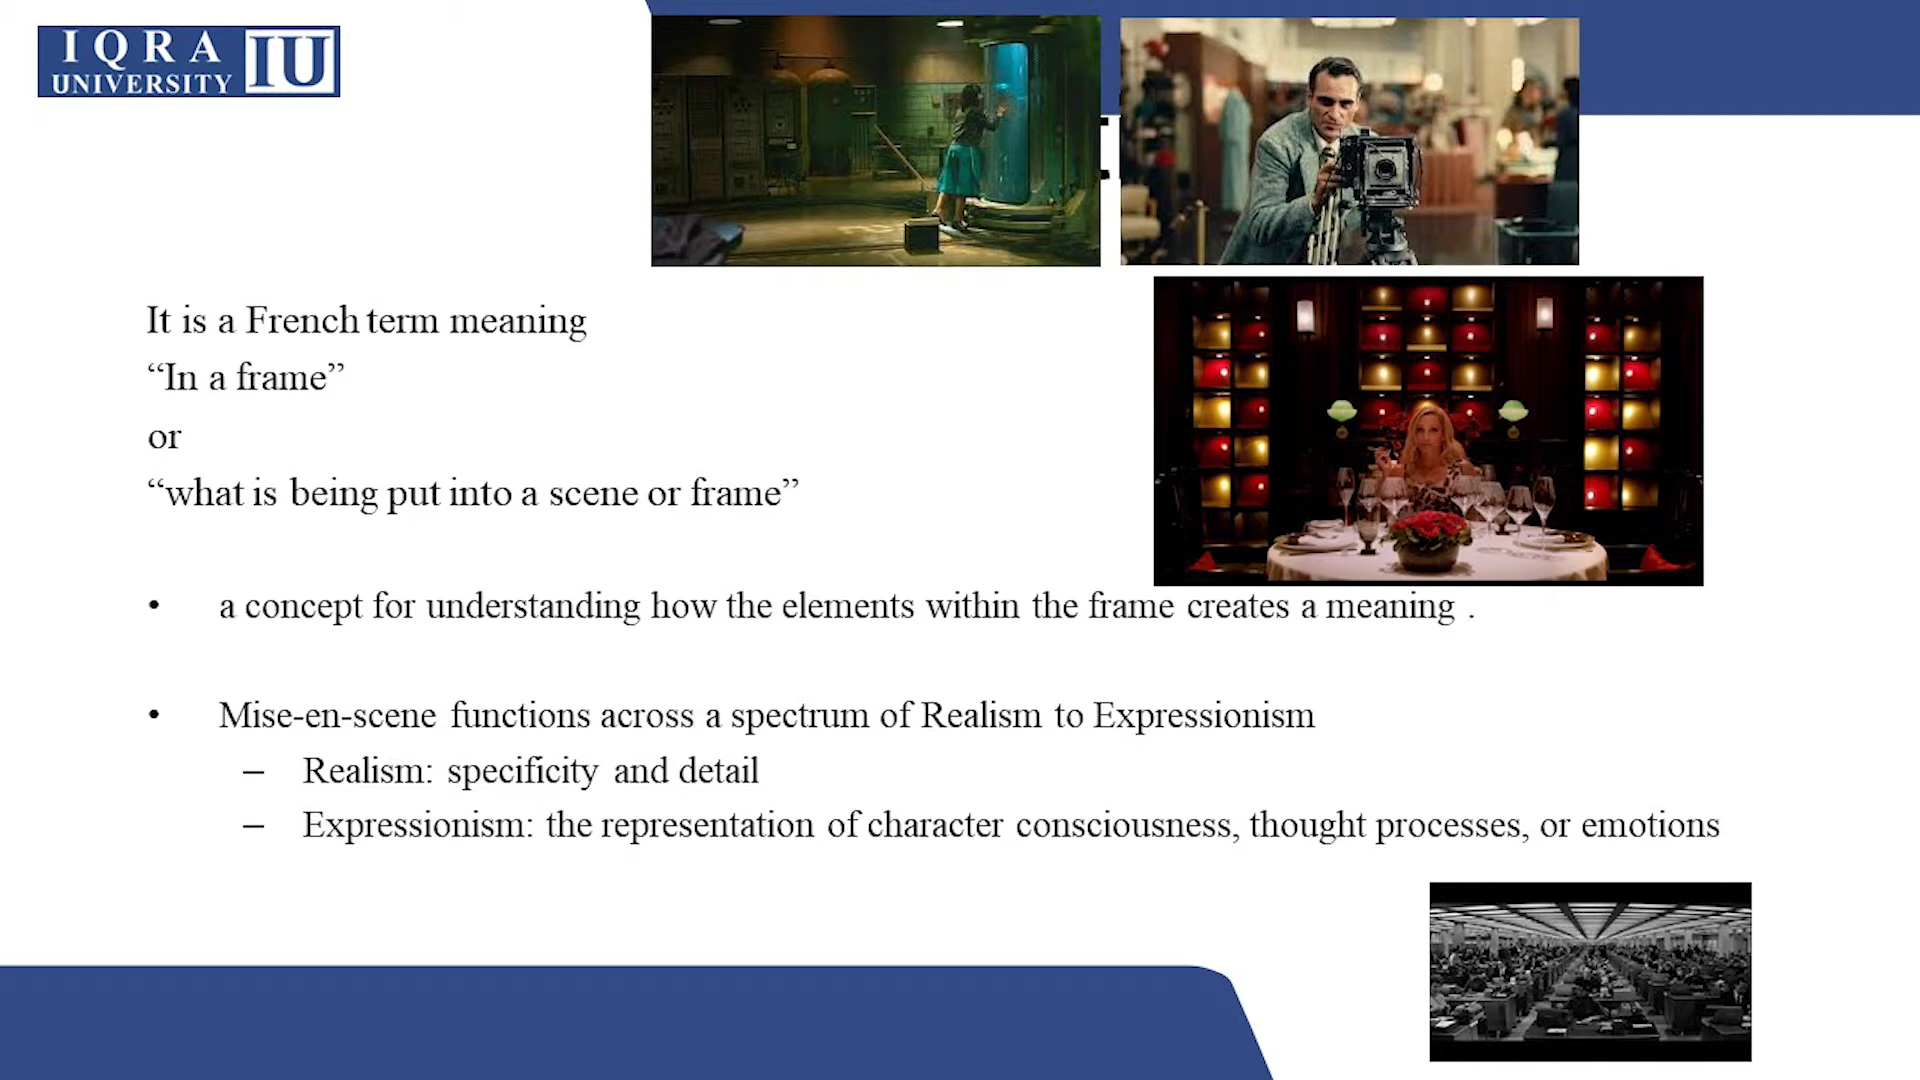 IQRA
UNIVERSITY IU
It is a French term meaning
“In a frame”
or
“what is being put into a scene or frame”
• a concept for understanding how the elements within the frame creates a meaning .
• Mise-en-scene functions across a spectrum of Realism to Expressionism
– Realism: specificity and detail
– Expressionism: the representation of character consciousness, thought processes, or emotions